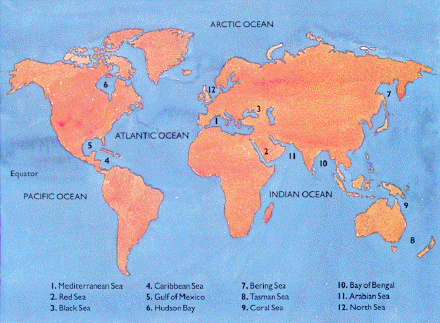 ARCTIC OCEAN
12
6
7
3
1
ATLANTIC OCEAN
5
2
11
10
4
Equator
PACIFIC OCEAN
INDIAN OCEAN
9
8
1. Mediterranean Sea
2. Red Sea
3. Black Sea
4. Caribbean Sea
5. Gulf of Mexico
6. Hudson Bay
7. Bering Sea
8. Tasman Sea
9. Coral Sea
10. Bay of Bengal
11. Arabian Sea
12. North Sea